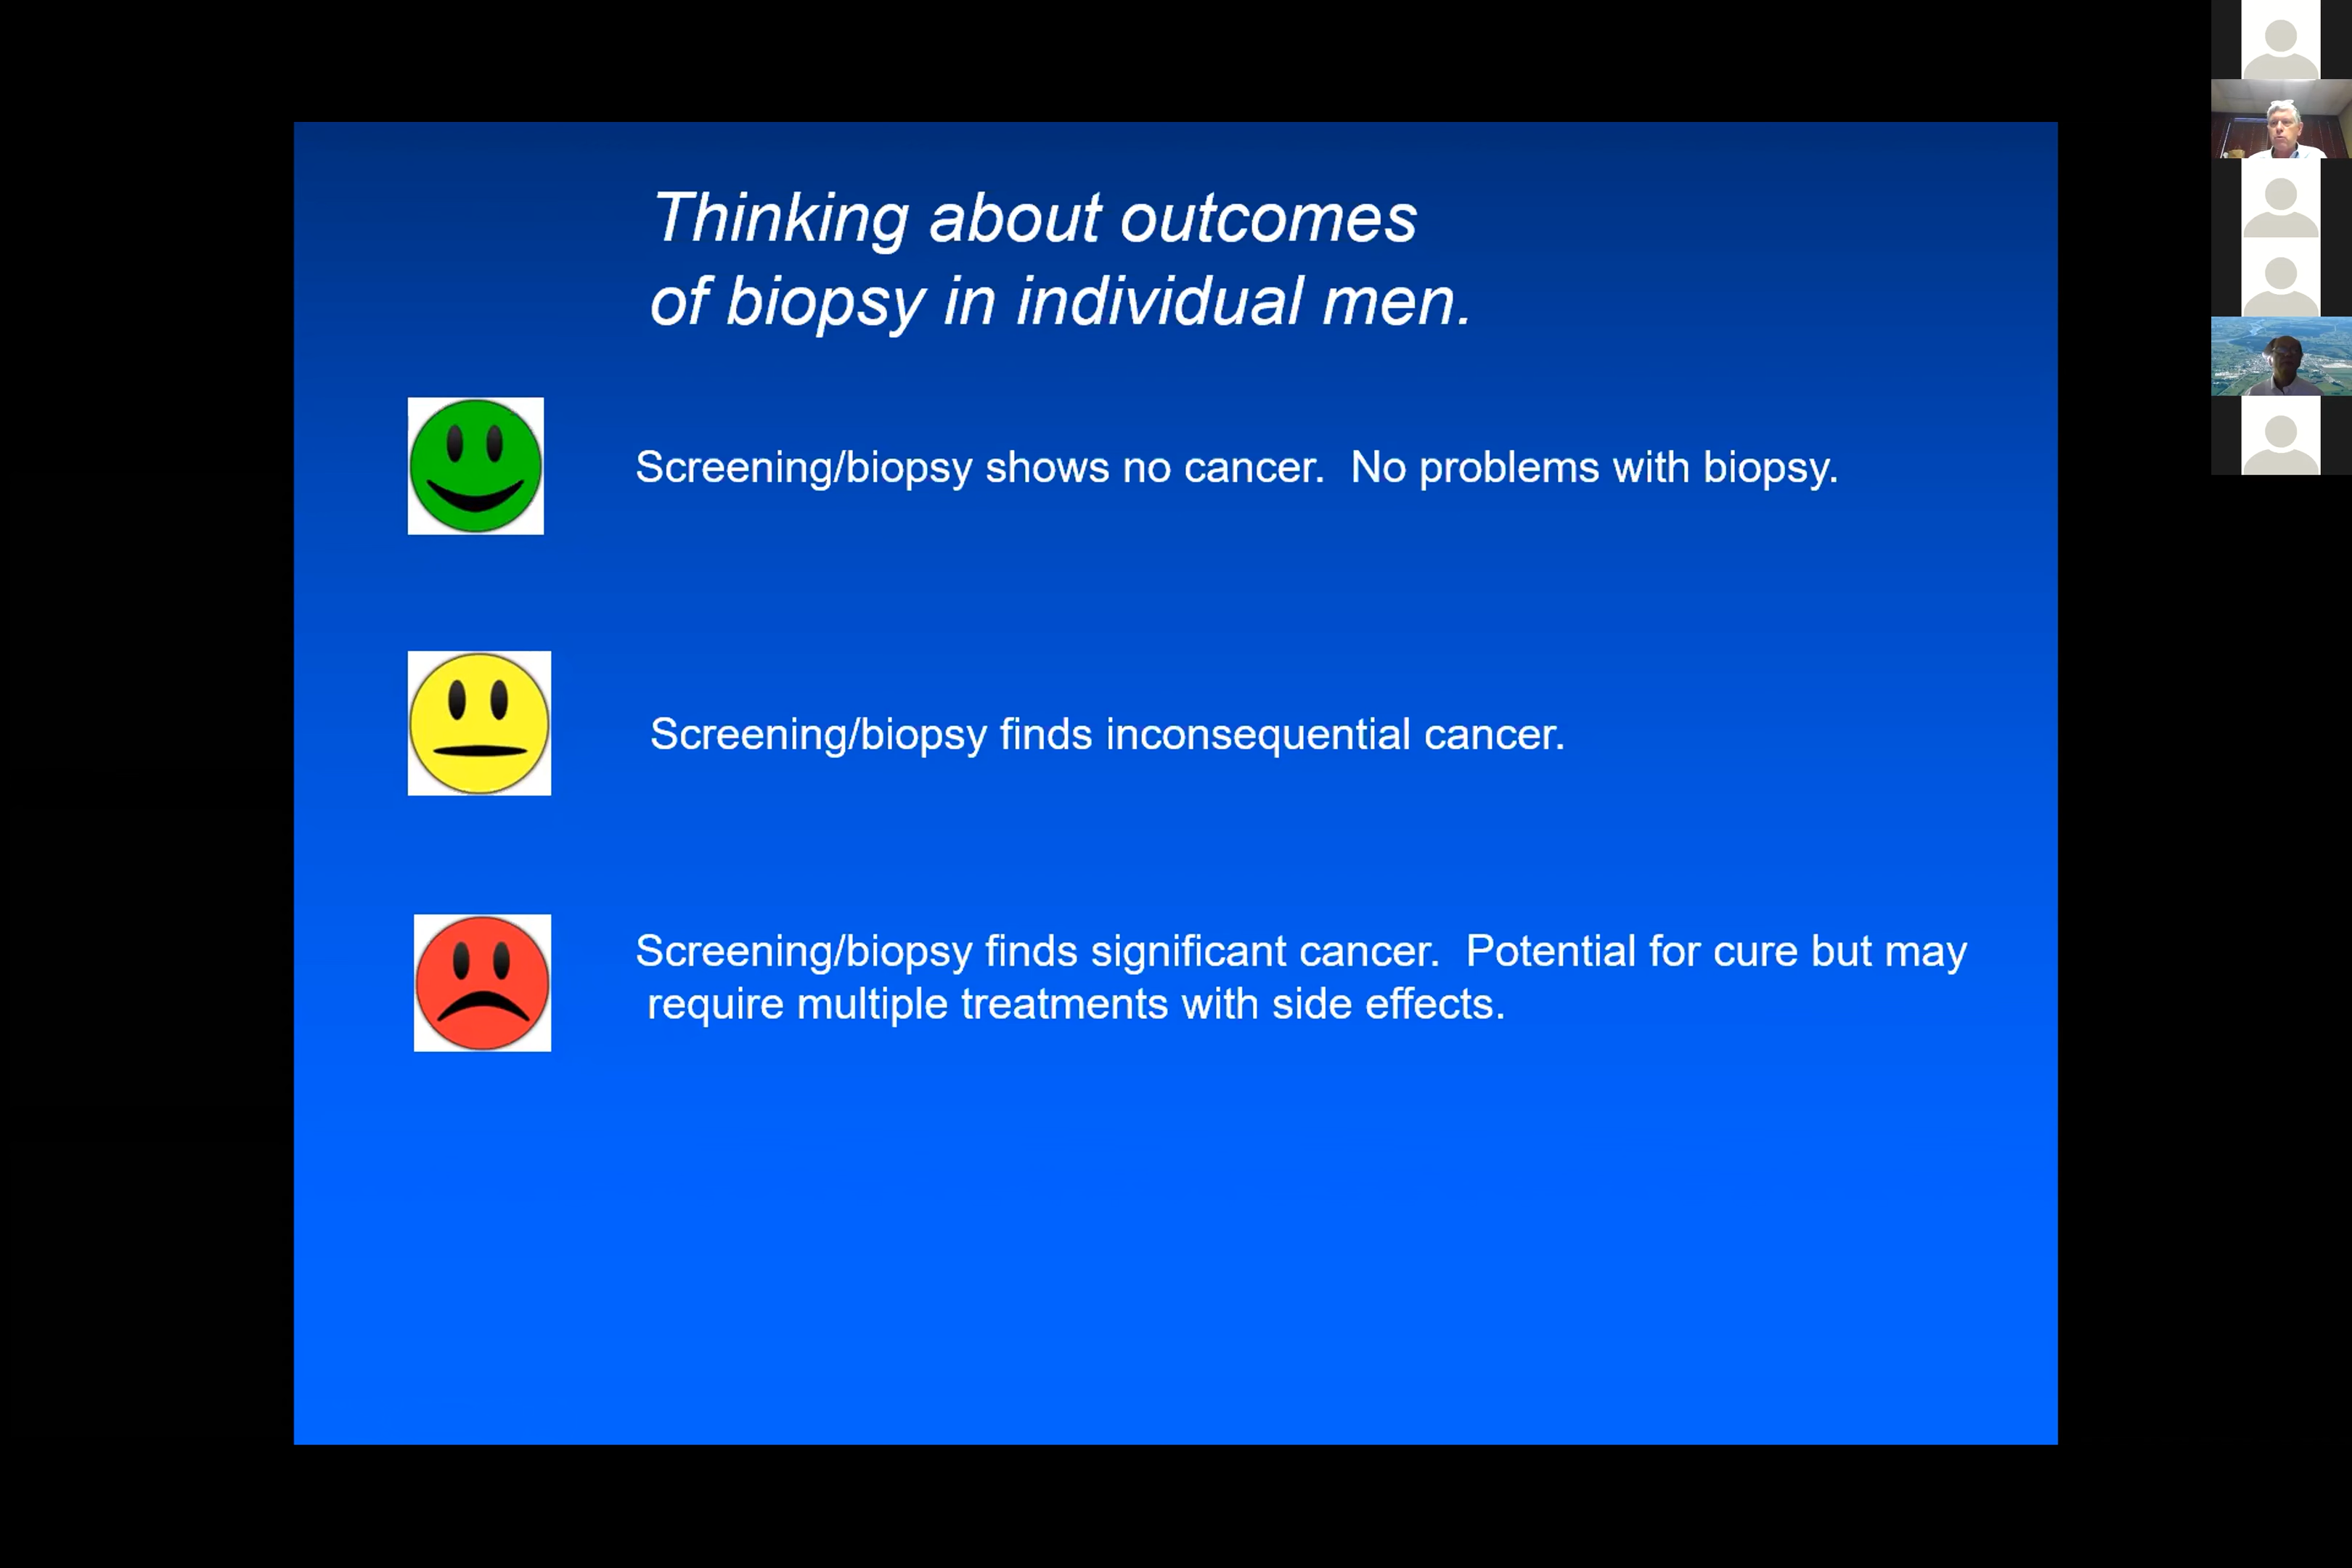 Thinking about outcomes
of biopsy in individual men.
Screening/biopsy shows no cancer.  No problems with biopsy.
Screening/biopsy finds inconsequential cancer.
Screening/biopsy finds significant cancer.  Potential for cure but may
require multiple treatments with side effects.